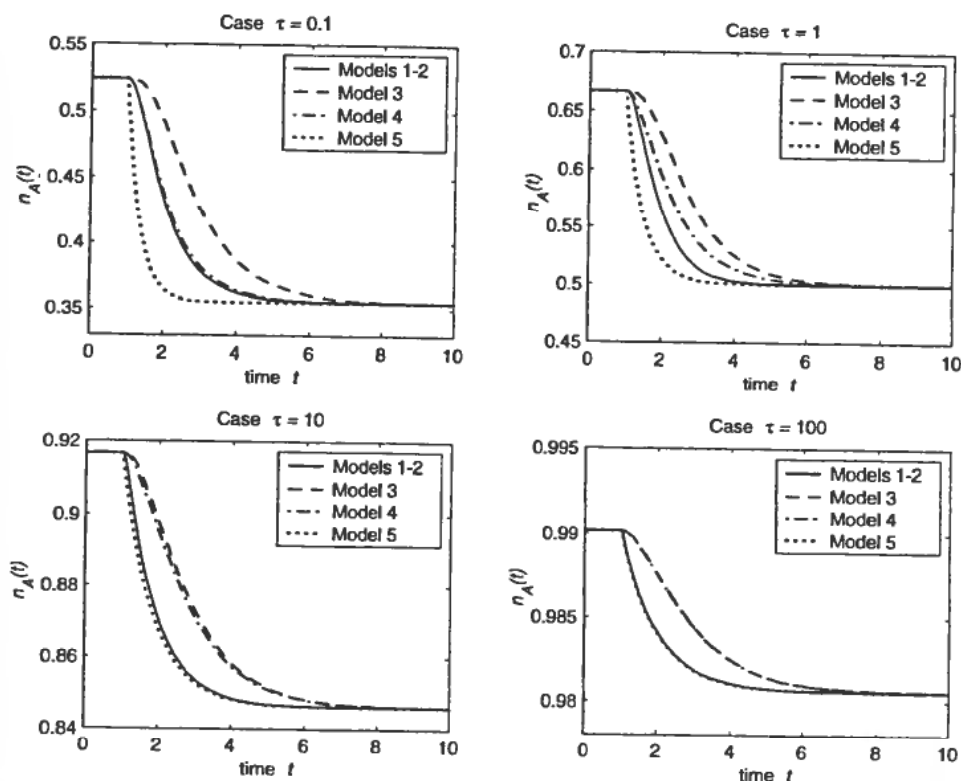 Case τ = 0.1
0.55
0.5
0.45
0.4
0.35
n_A(t)
Models 1-2
Model 3
Model 4
Model 5
0 2 4 6 8 10
time t
Case τ = 1
0.7
0.65
0.6
0.55
0.5
0.45
n_A(t)
Models 1-2
Model 3
Model 4
Model 5
0 2 4 6 8 10
time t
Case τ = 10
0.92
0.9
0.88
0.86
0.84
n_A(t)
Models 1-2
Model 3
Model 4
Model 5
0 2 4 6 8 10
time t
Case τ = 100
0.995
0.99
0.985
0.98
n_A(t)
Models 1-2
Model 3
Model 4
Model 5
0 2 4 6 8 10
time t